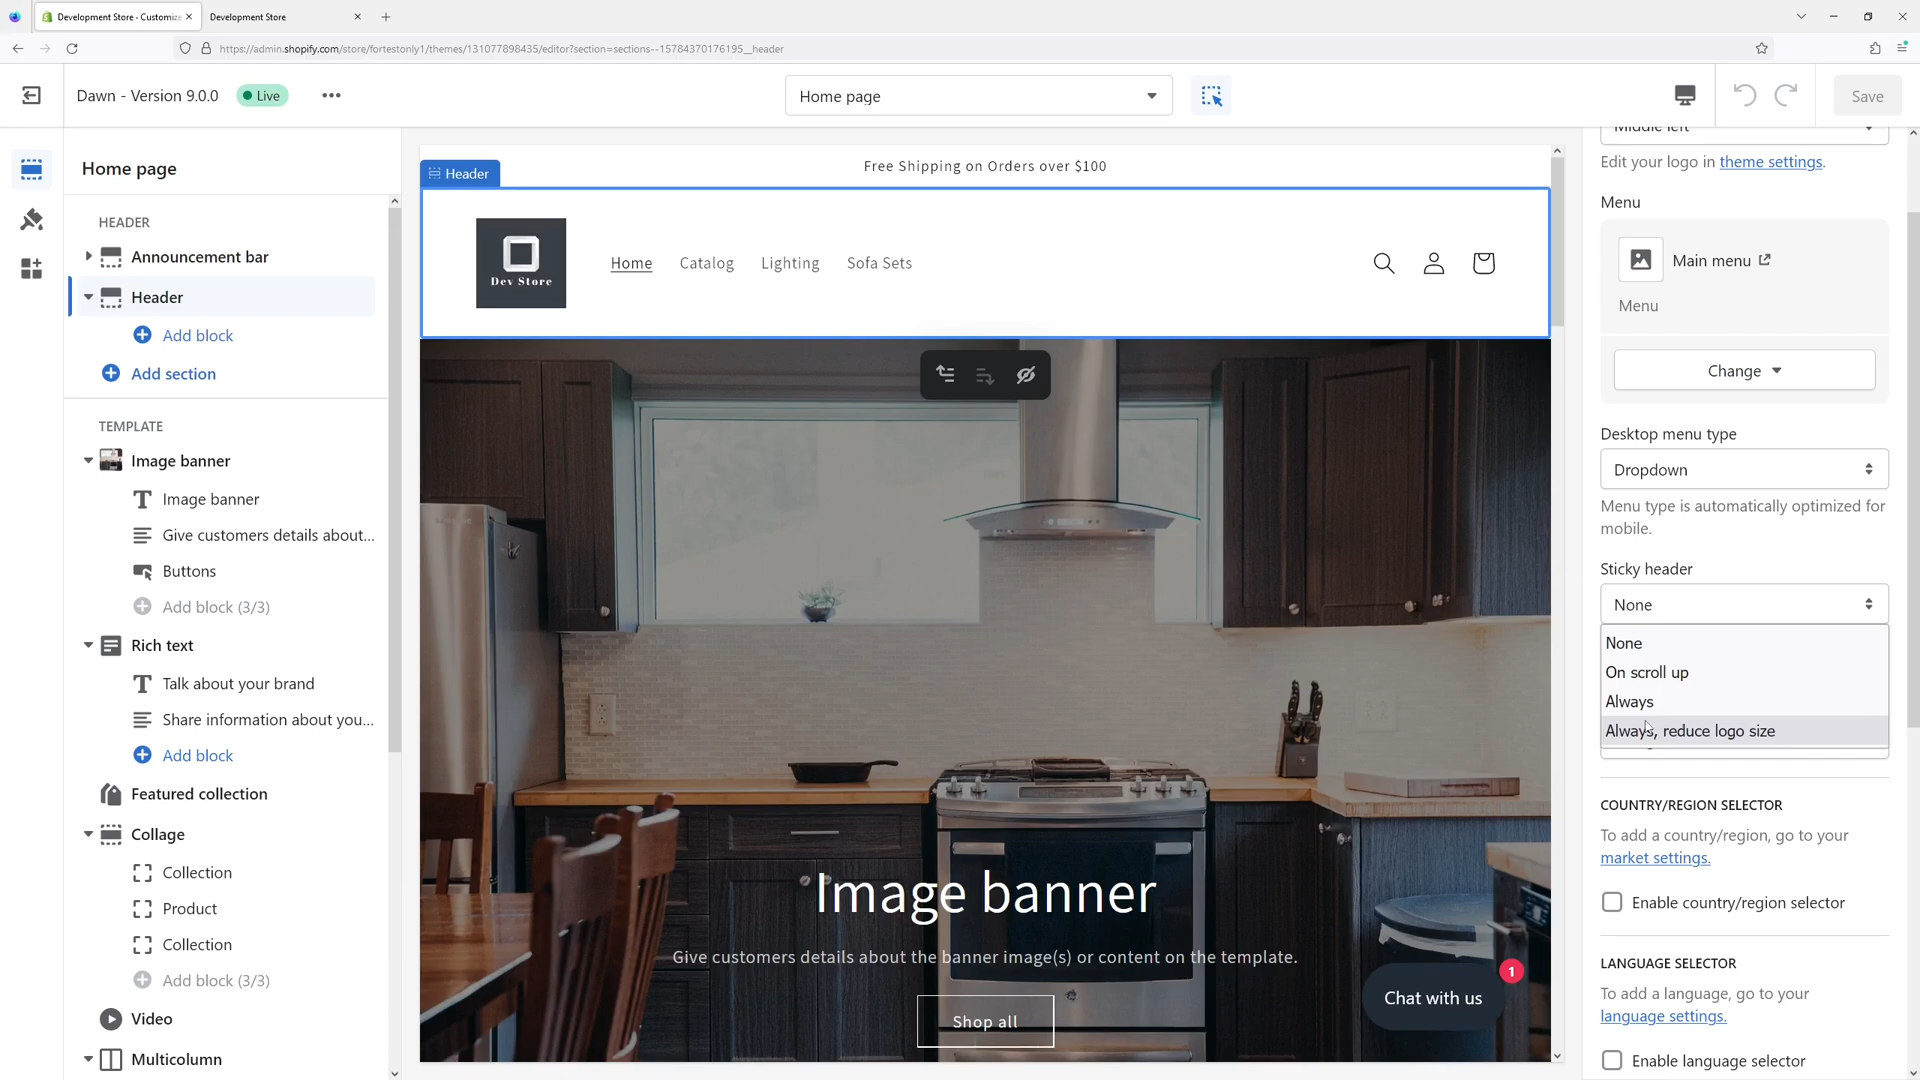 Development Store · Customize
Development Store
https://admin.shopify.com/store/fortestonly1/themes/131077898435/editor?section=sections--15784370176195__header
Dawn - Version 9.0.0
Live
Home page
Save
Home page
HEADER
Announcement bar
Header
Add block
Add section
TEMPLATE
Image banner
Image banner
Give customers details about...
Buttons
Add block (3/3)
Rich text
Talk about your brand
Share information about you...
Add block
Featured collection
Collage
Collection
Product
Collection
Add block (3/3)
Video
Multicolumn
Free Shipping on Orders over $100
Header
Dev Store
Home
Catalog
Lighting
Sofa Sets
Image banner
Give customers details about the banner image(s) or content on the template.
Shop all
Chat with us
1
Middle left
Edit your logo in theme settings.
Menu
Main menu
Menu
Change
Desktop menu type
Dropdown
Menu type is automatically optimized for
mobile.
Sticky header
None
None
On scroll up
Always
Always, reduce logo size
COUNTRY/REGION SELECTOR
To add a country/region, go to your
market settings.
Enable country/region selector
LANGUAGE SELECTOR
To add a language, go to your
language settings.
Enable language selector